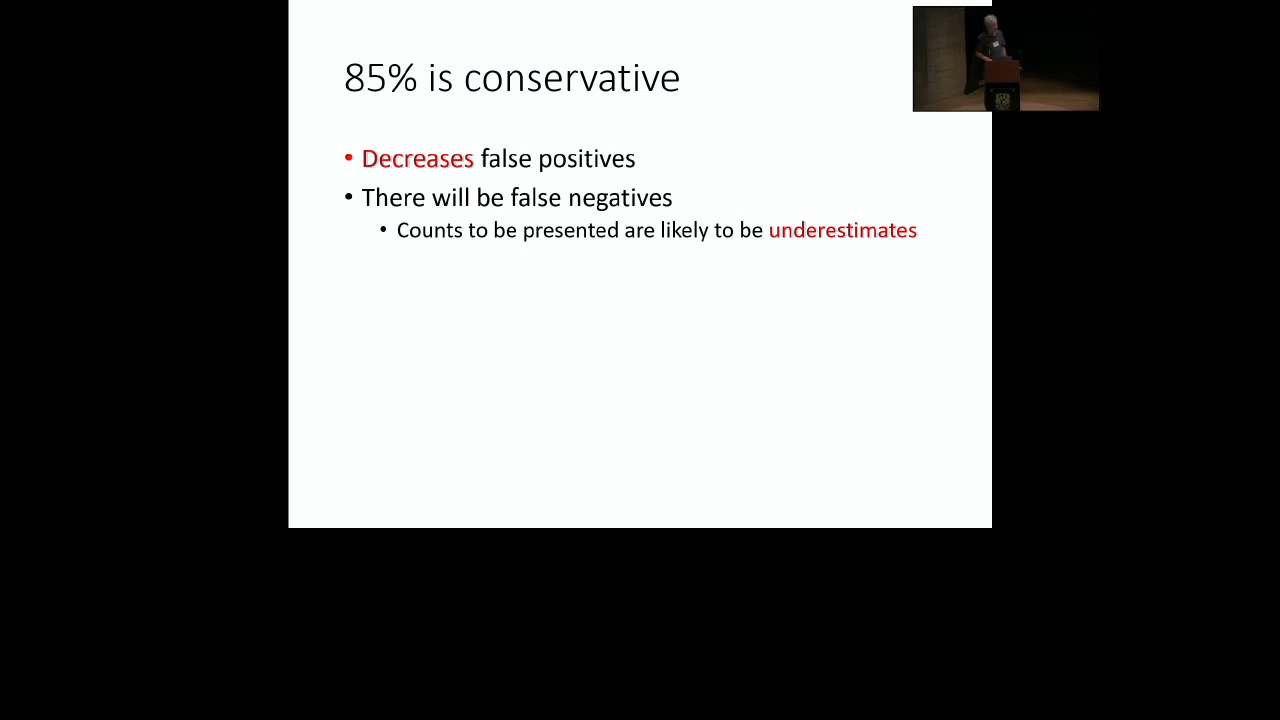 85% is conservative
• Decreases false positives
• There will be false negatives
• Counts to be presented are likely to be underestimates